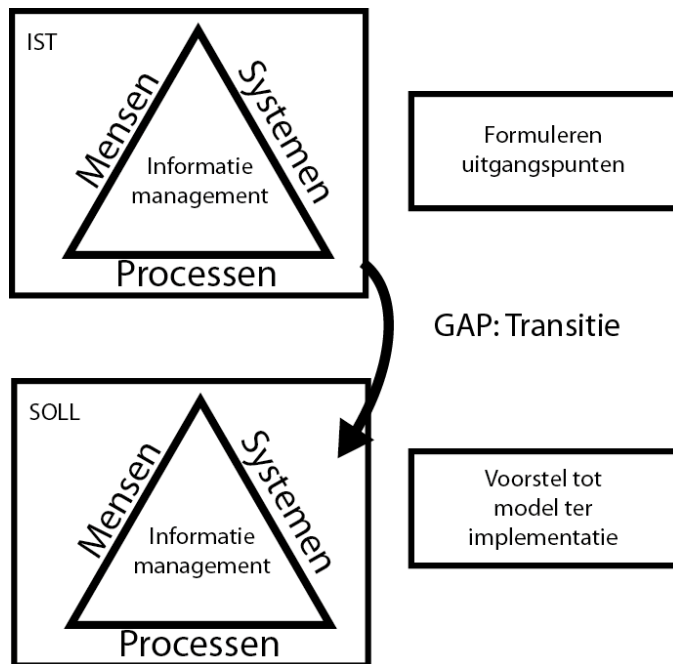 IST
Mensen
Systemen
Informatie
management
Processen
Formuleren
uitgangspunten
GAP: Transitie
SOLL
Mensen
Systemen
Informatie
management
Processen
Voorstel tot
model ter
implementatie